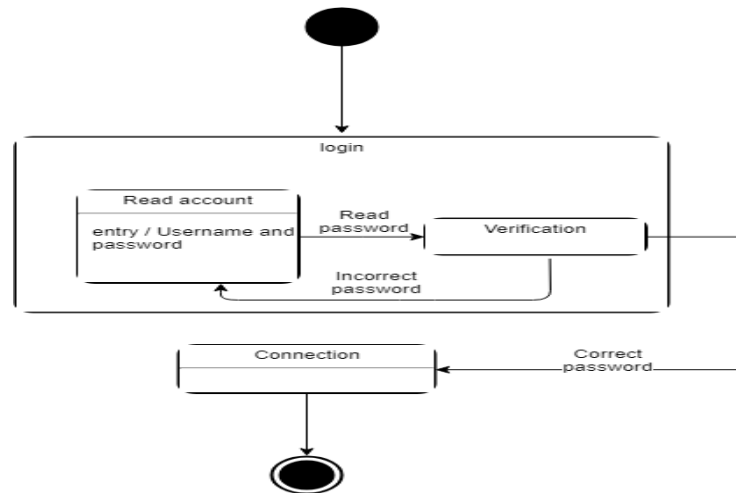 login
Read account
entry / Username and
password
Read
password
Verification
Incorrect
password
Connection
Correct
password